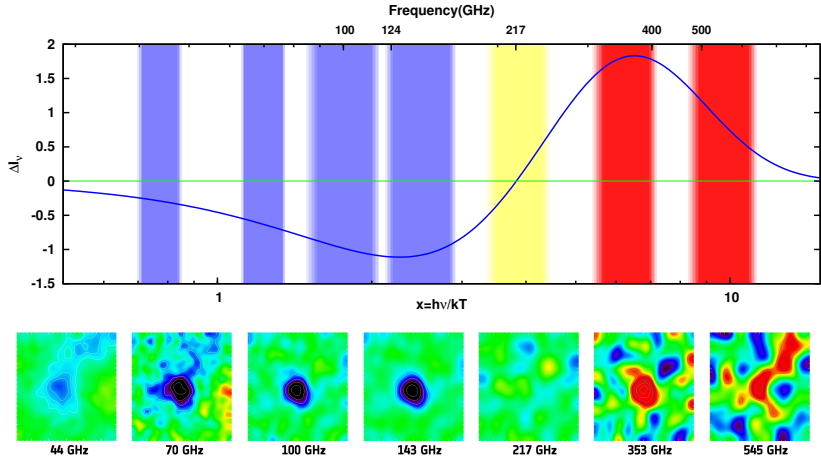 Frequency(GHz)
100 124 217 400 500
2
1.5
1
0.5
0
-0.5
-1
-1.5
ΔIν
1 10
x=hν/kT
44 GHz 70 GHz 100 GHz 143 GHz 217 GHz 353 GHz 545 GHz